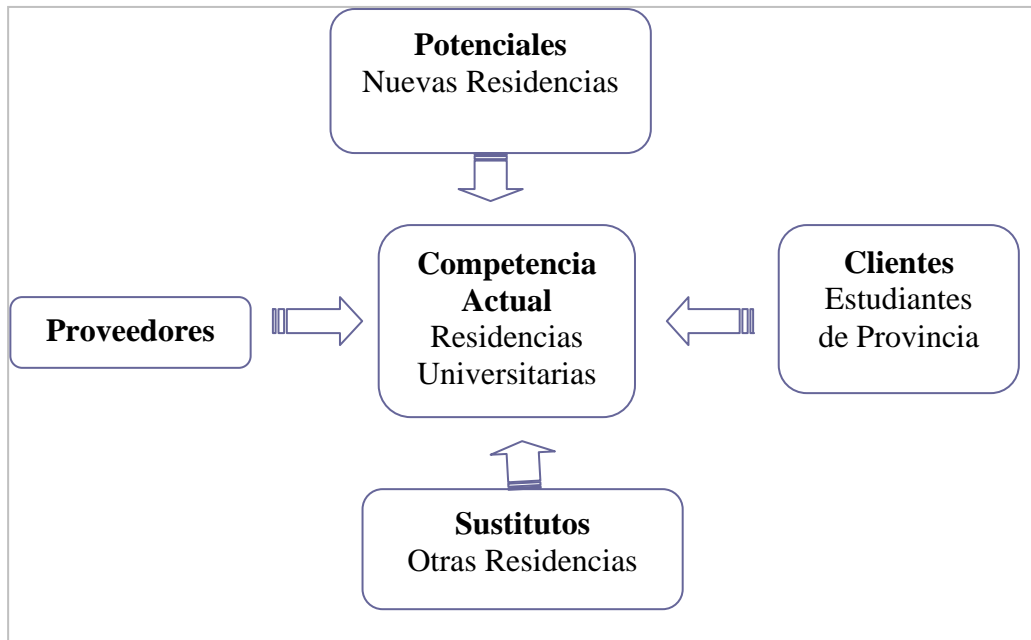 Potenciales
Nuevas Residencias
Competencia
Actual
Residencias
Universitarias
Clientes
Estudiantes
de Provincia
Proveedores
Sustitutos
Otras Residencias